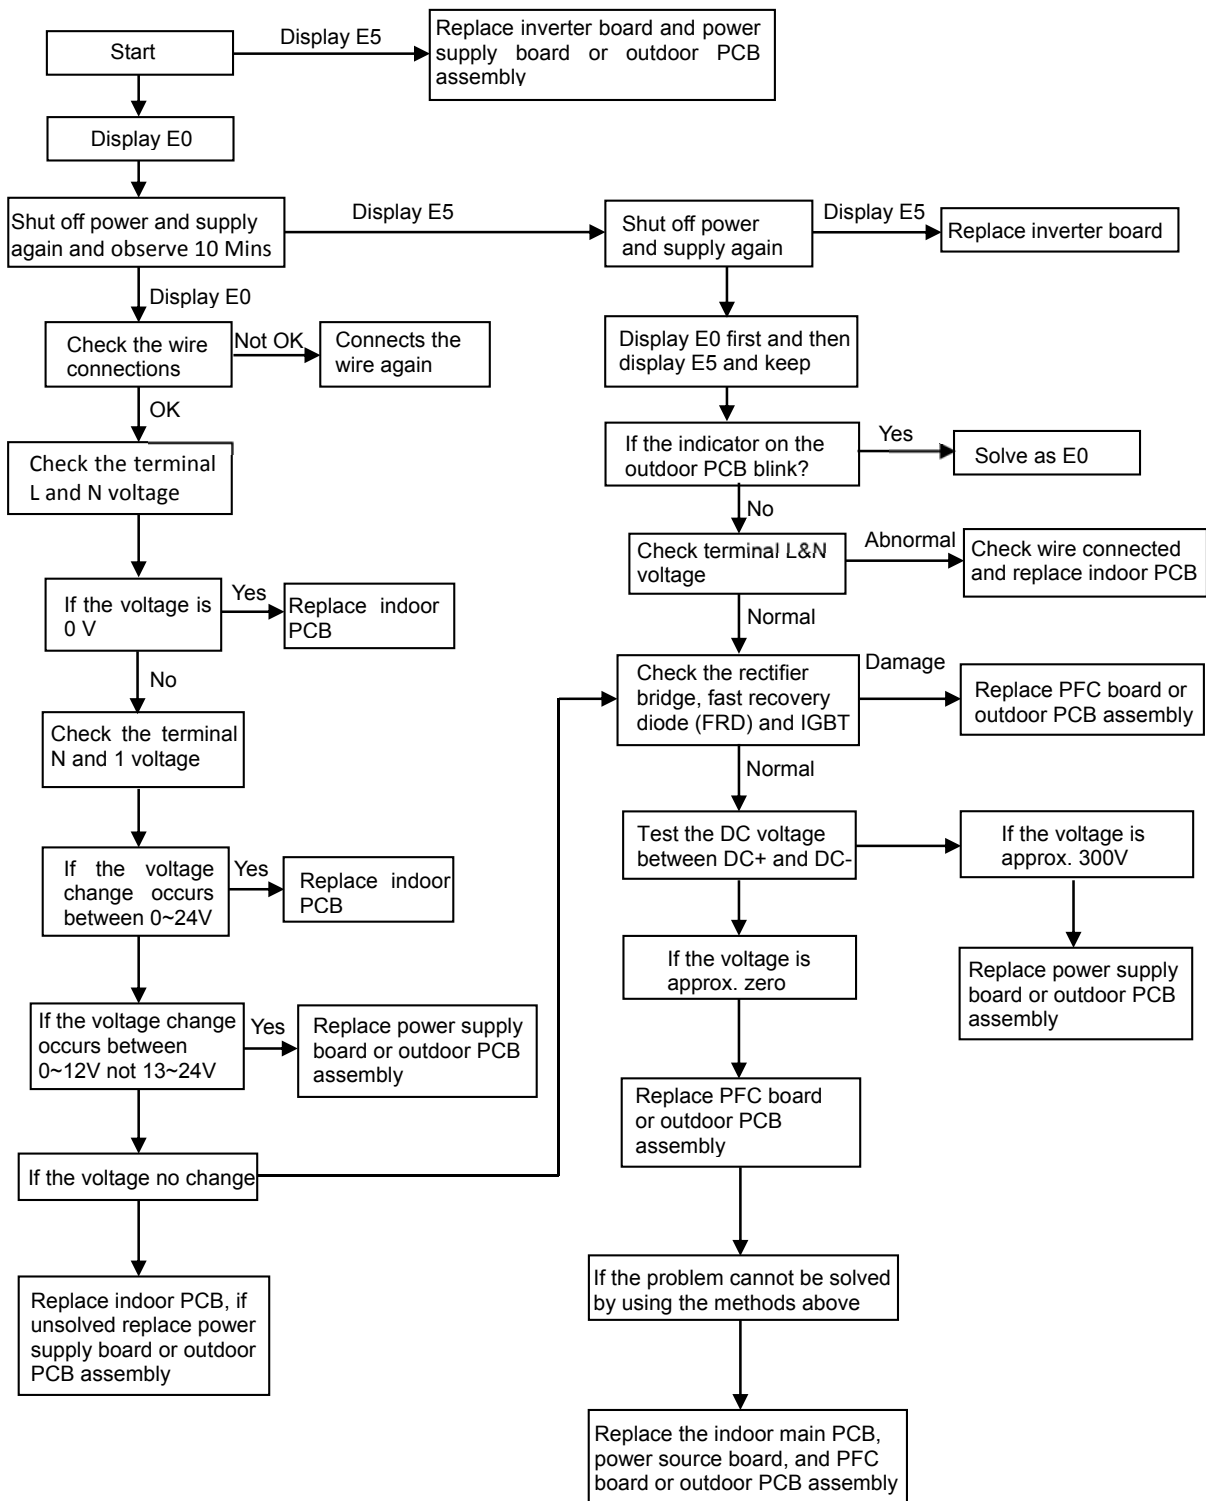 Start
Display E5
Replace inverter board and power
supply board or outdoor PCB
assembly
Display E0
Shut off power and supply
again and observe 10 Mins
Display E5
Shut off power
and supply again
Display E5
Replace inverter board
Display E0
Check the wire
connections
Not OK
Connects the
wire again
OK
Check the terminal
L and N voltage
If the voltage is
0 V
Yes
Replace indoor
PCB
No
Check the terminal
N and 1 voltage
If the voltage
change occurs
between 0~24V
Yes
Replace indoor
PCB
If the voltage change
occurs between
0~12V not 13~24V
Yes
Replace power supply
board or outdoor PCB
assembly
If the voltage no change
Replace indoor PCB, if
unsolved replace power
supply board or outdoor
PCB assembly
Display E0 first and then
display E5 and keep
If the indicator on the
outdoor PCB blink?
Yes
Solve as E0
No
Check terminal L&N
voltage
Abnormal
Check wire connected
and replace indoor PCB
Normal
Check the rectifier
bridge, fast recovery
diode (FRD) and IGBT
Damage
Replace PFC board or
outdoor PCB assembly
Normal
Test the DC voltage
between DC+ and DC-
If the voltage is
approx. 300V
Replace power supply
board or outdoor PCB
assembly
If the voltage is
approx. zero
Replace PFC board
or outdoor PCB
assembly
If the problem cannot be solved
by using the methods above
Replace the indoor main PCB,
power source board, and PFC
board or outdoor PCB assembly